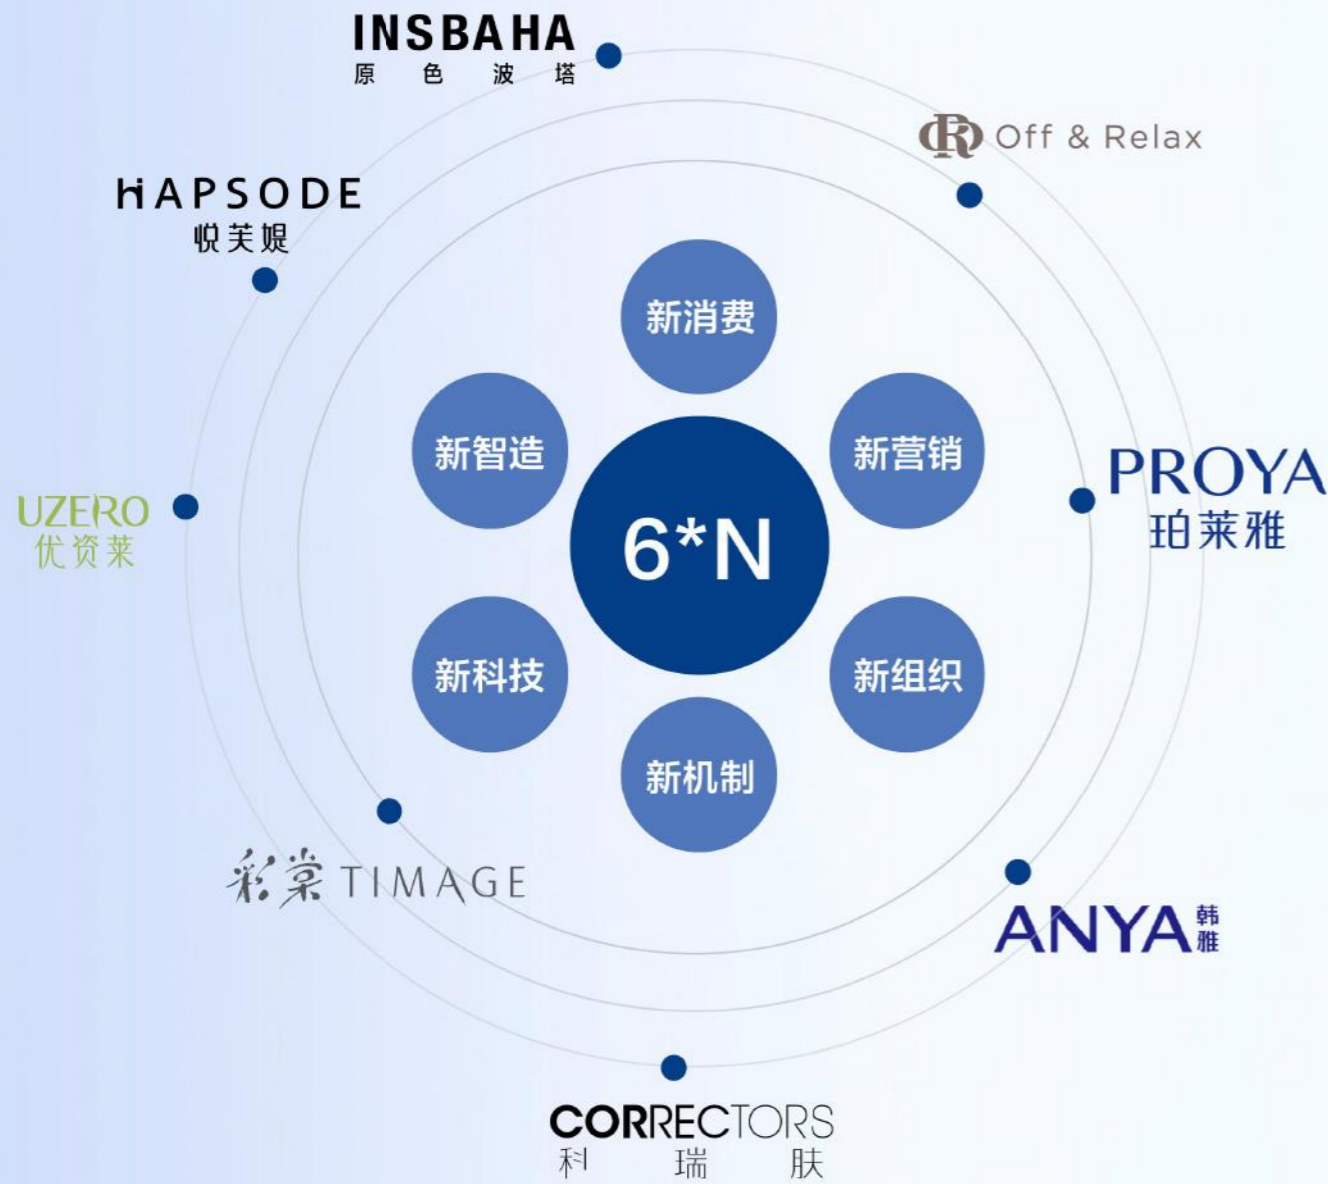 INSBAHA
原色波塔
Off & Relax
HAPSODE
悦芙媞
新消费
新智造
新营销
PROYA
珀莱雅
UZERO
优资莱
6*N
新科技
新组织
新机制
彩棠 TIMAGE
ANYA 韩雅
CORRECTORS
科瑞肤